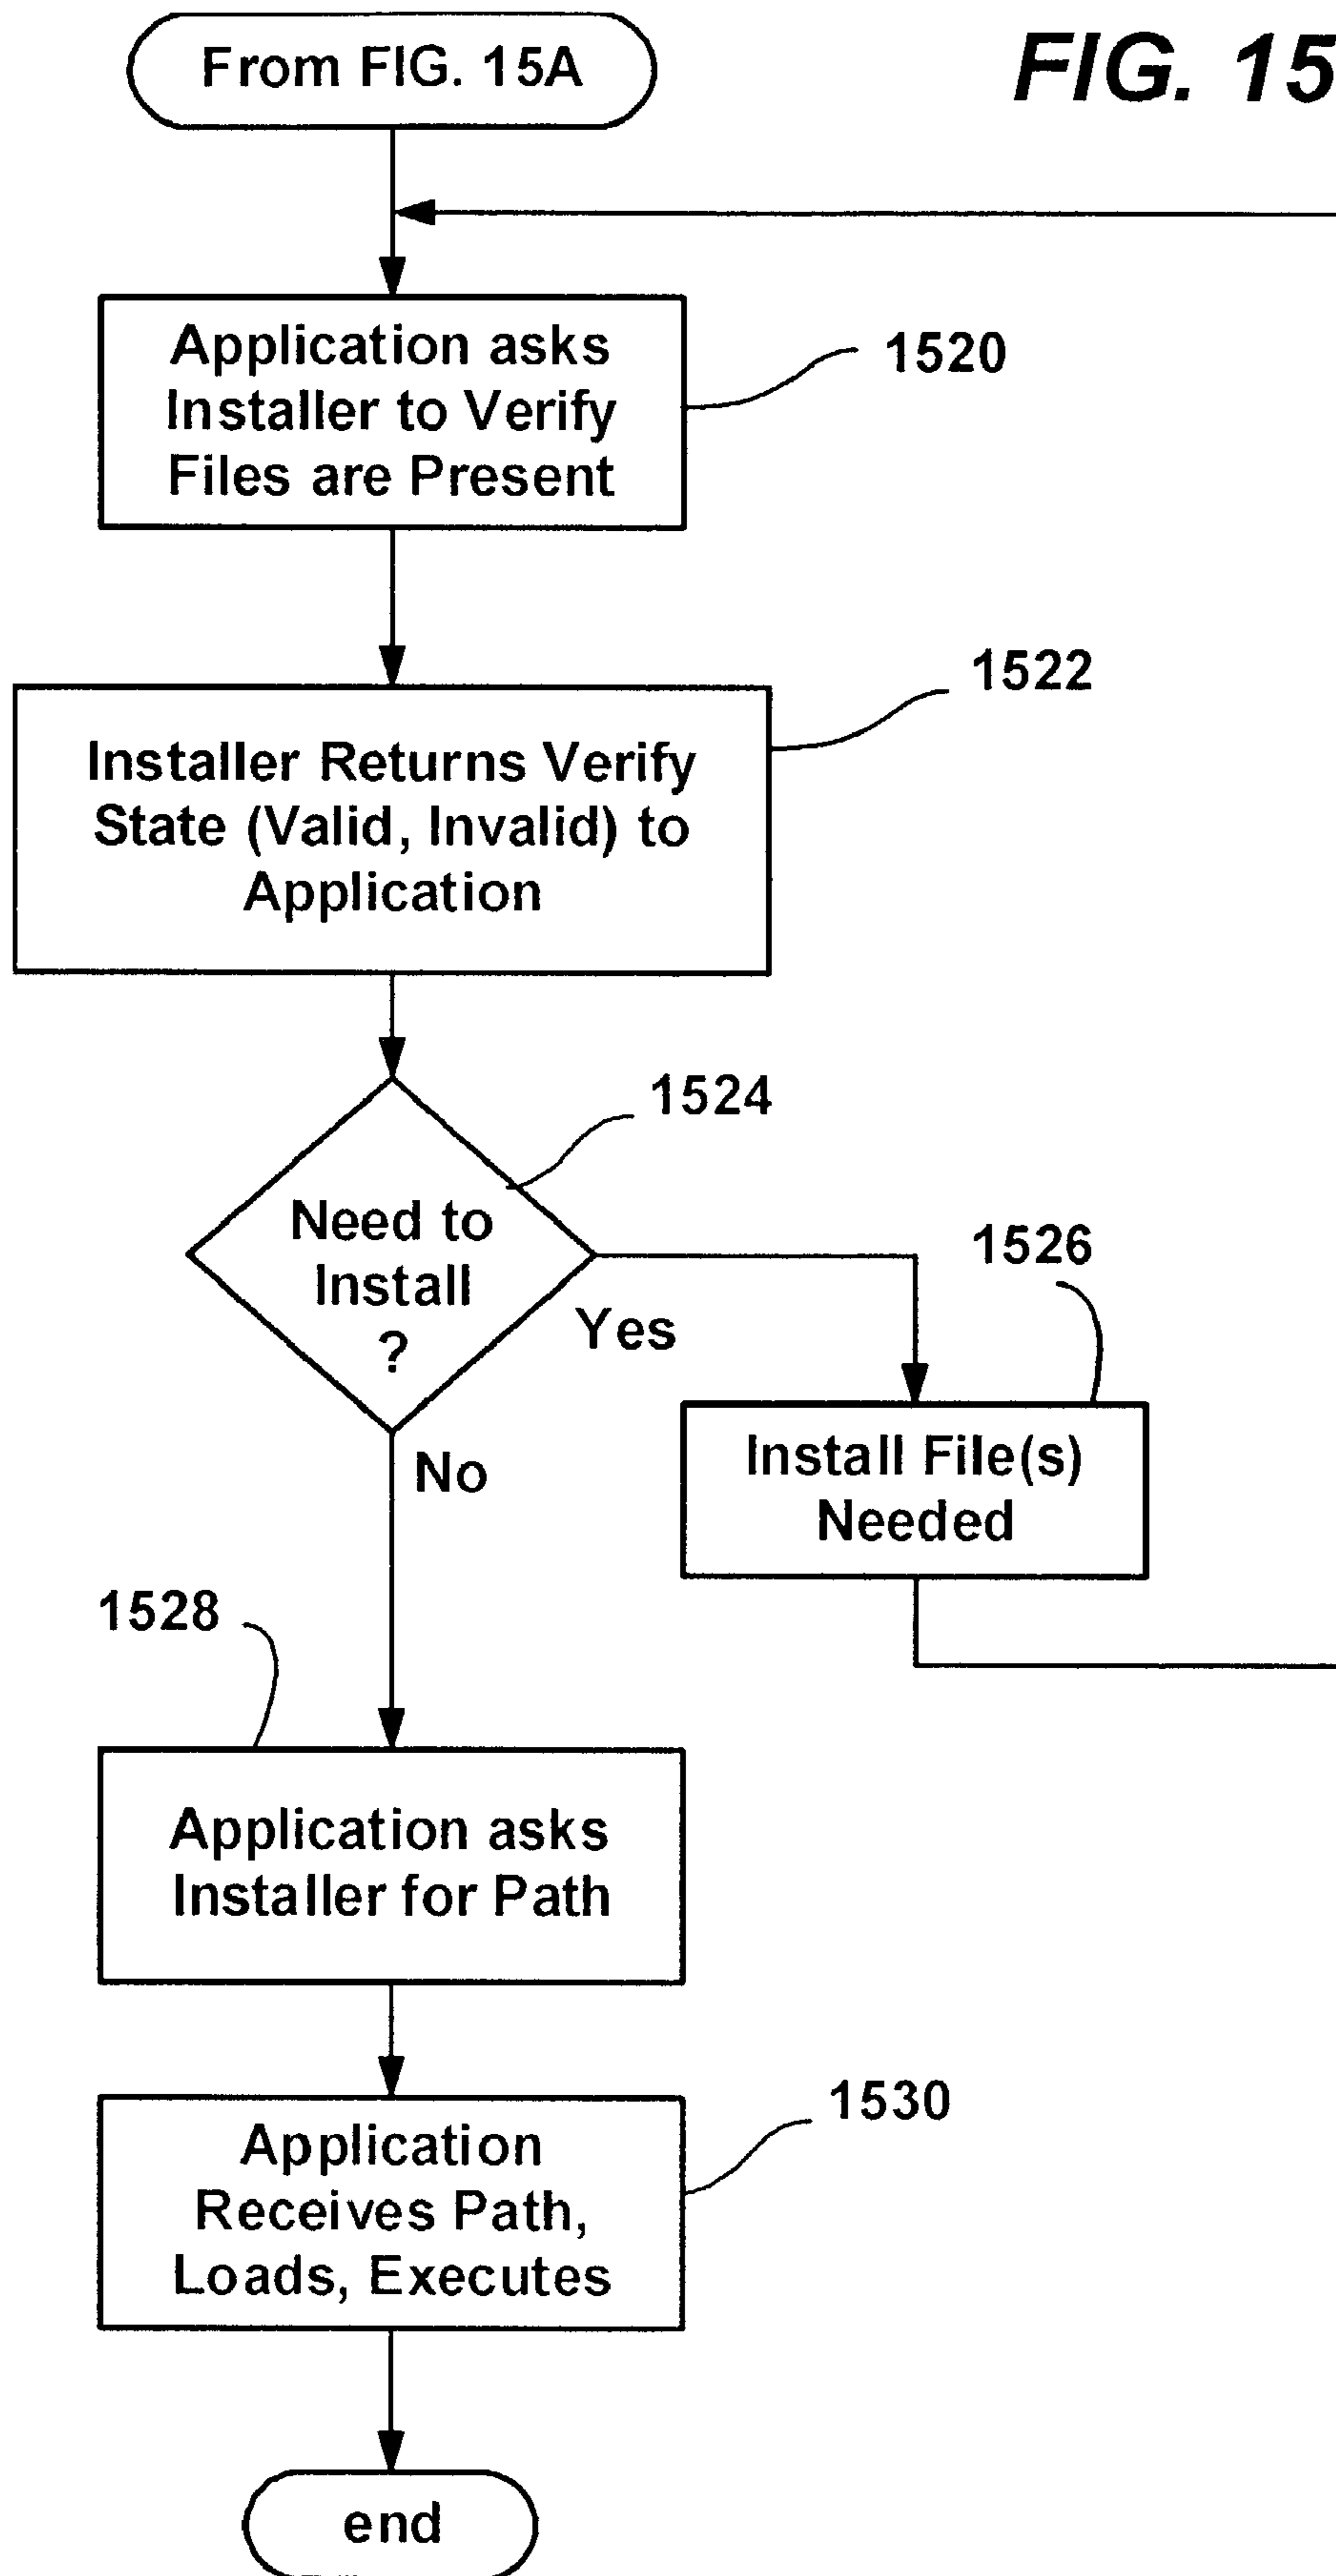 From FIG. 15A
FIG. 15
Application asks
Installer to Verify
Files are Present
1520
1522
Installer Returns Verify
State (Valid, Invalid) to
Application
1524
Need to
Install
?
Yes
1526
Install File(s)
Needed
No
1528
Application asks
Installer for Path
1530
Application
Receives Path,
Loads, Executes
end